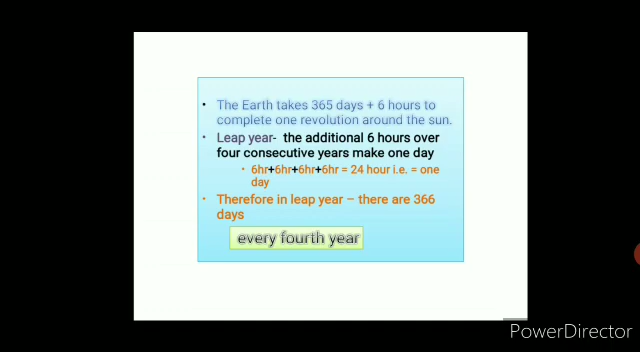 • The Earth takes 365 days + 6 hours to
complete one revolution around the sun.
• Leap year- the additional 6 hours over
four consecutive years make one day
• 6hr+6hr+6hr+6hr = 24 hour i.e. = one
day
• Therefore in leap year – there are 366
days
every fourth year
PowerDirector